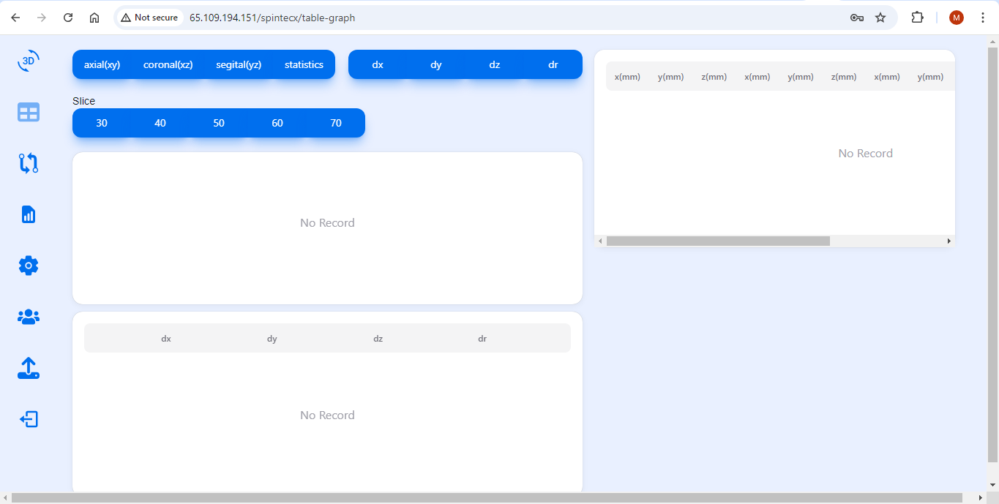 Not secure 65.109.194.151/spintecx/table-graph M
3D
axial(xy) coronal(xz) segital(yz) statistics dx dy dz dr
Slice
30 40 50 60 70
No Record
dx dy dz dr
No Record
x(mm) y(mm) z(mm) x(mm) y(mm) z(mm) x(mm) y(mm)
No Record